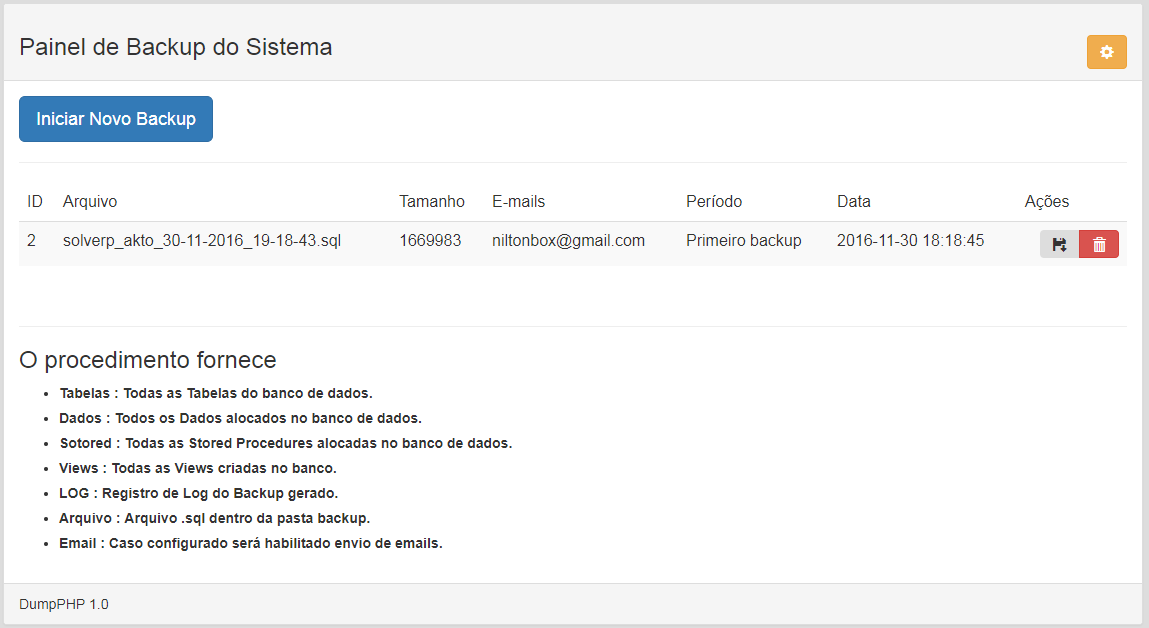 Painel de Backup do Sistema
Iniciar Novo Backup
ID Arquivo Tamanho E-mails Período Data Ações
2 solverp_akto_30-11-2016_19-18-43.sql 1669983 niltonbox@gmail.com Primeiro backup 2016-11-30 18:18:45
O procedimento fornece
• Tabelas : Todas as Tabelas do banco de dados.
• Dados : Todos os Dados alocados no banco de dados.
• Sotored : Todas as Stored Procedures alocadas no banco de dados.
• Views : Todas as Views criadas no banco.
• LOG : Registro de Log do Backup gerado.
• Arquivo : Arquivo .sql dentro da pasta backup.
• Email : Caso configurado será habilitado envio de emails.
DumpPHP 1.0